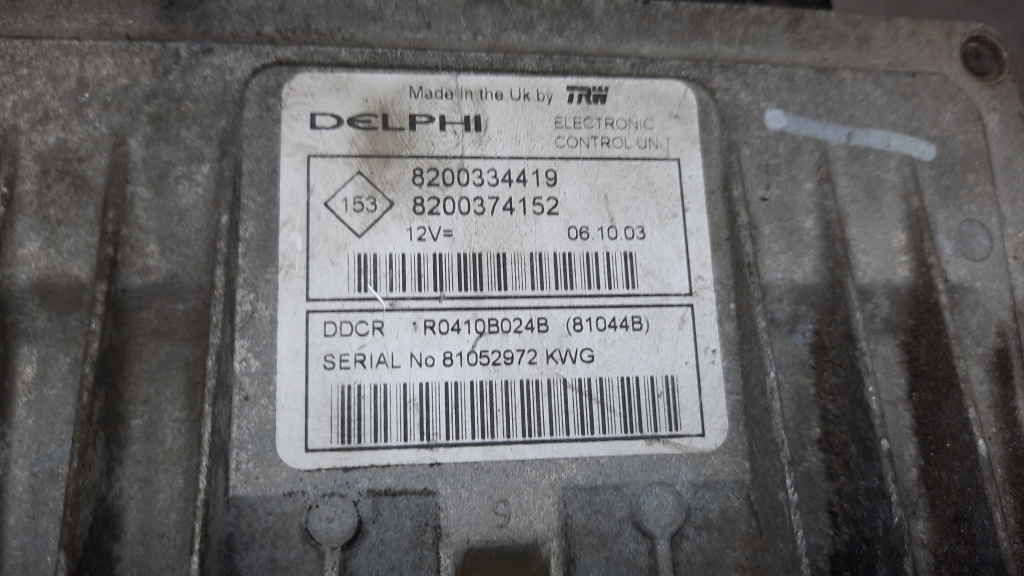 Made in the Uk by TRW
DELPHI ELECTRONIC
CONTROL UNIT
153
8200334419
8200374152
12V= 06.10.03
DDCR R0410B024B (81044B)
SERIAL No 81052972 KWG
9